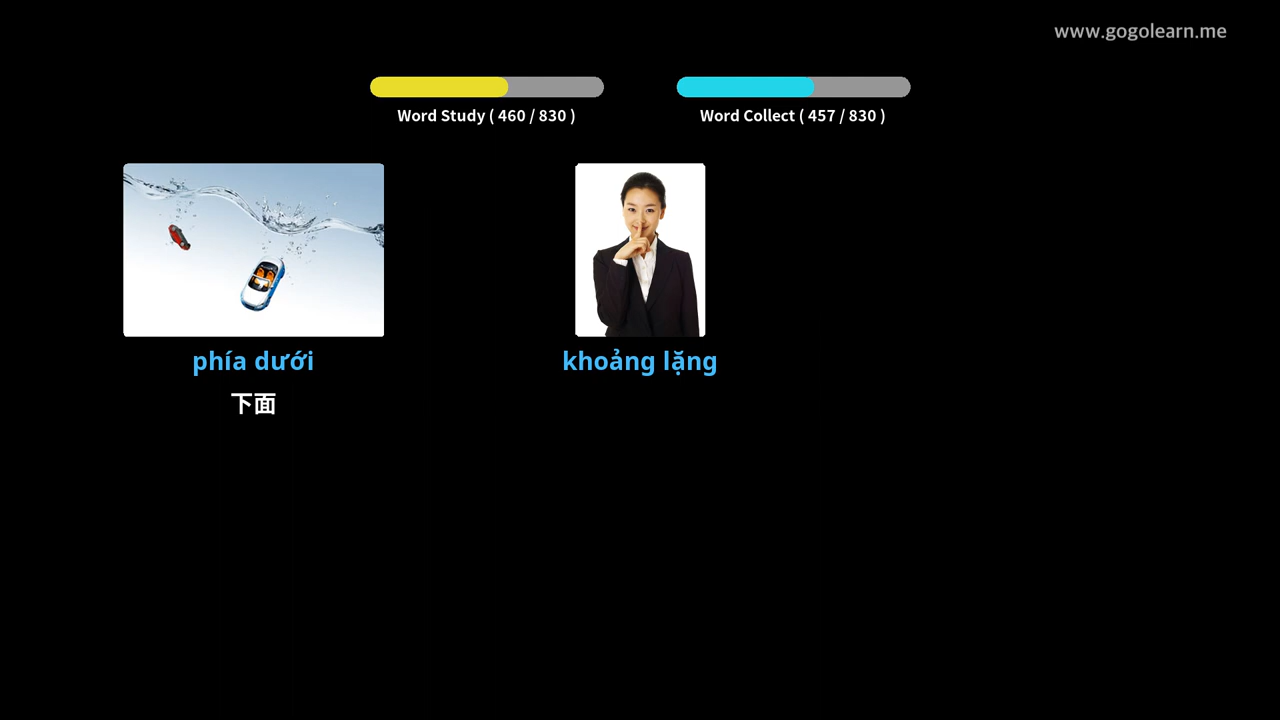 www.gogolearn.me
Word Study ( 460 / 830 )
Word Collect ( 457 / 830 )
phía dưới
khoảng lặng
下面